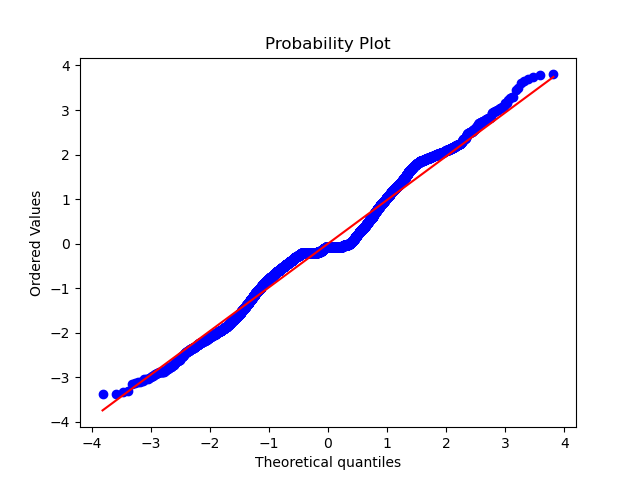 Probability Plot
4
3
2
1
0
−1
−2
−3
−4
Ordered Values
−4 −3 −2 −1 0 1 2 3 4
Theoretical quantiles